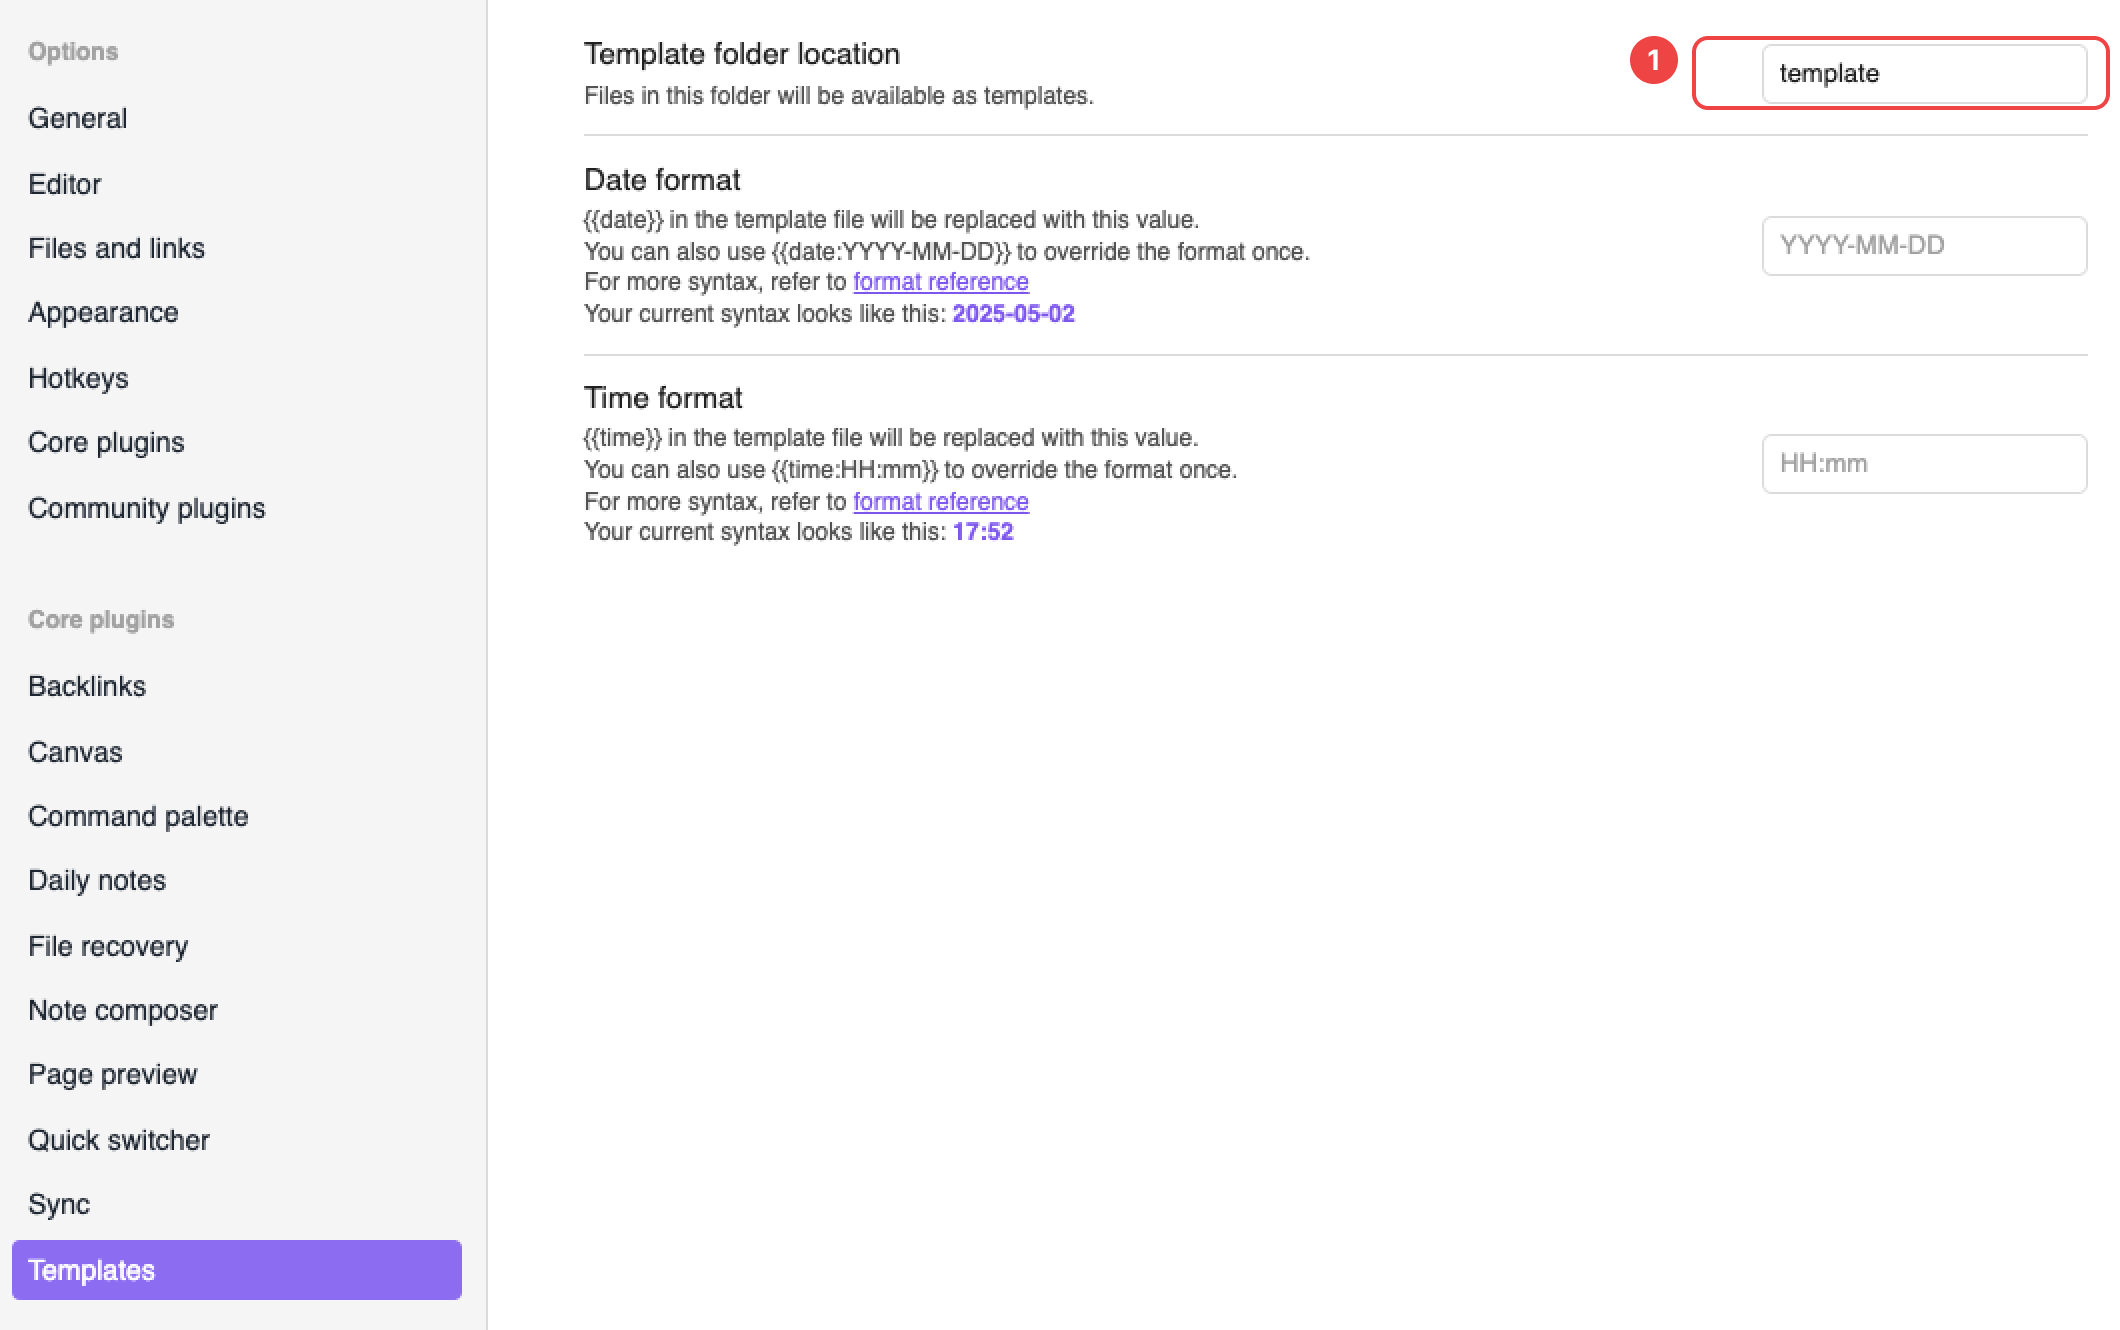 Options
General
Editor
Files and links
Appearance
Hotkeys
Core plugins
Community plugins
Core plugins
Backlinks
Canvas
Command palette
Daily notes
File recovery
Note composer
Page preview
Quick switcher
Sync
Templates
Template folder location
Files in this folder will be available as templates.
1
template
Date format
{{date}} in the template file will be replaced with this value.
You can also use {{date:YYYY-MM-DD}} to override the format once.
For more syntax, refer to format reference
Your current syntax looks like this: 2025-05-02
YYYY-MM-DD
Time format
{{time}} in the template file will be replaced with this value.
You can also use {{time:HH:mm}} to override the format once.
For more syntax, refer to format reference
Your current syntax looks like this: 17:52
HH:mm